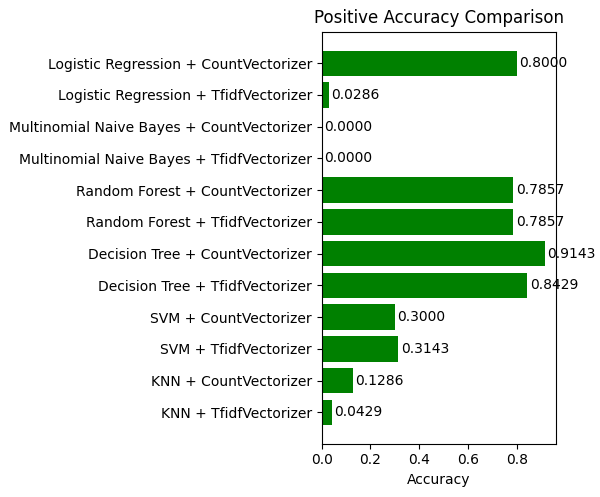 Positive Accuracy Comparison
Logistic Regression + CountVectorizer 0.8000
Logistic Regression + TfidfVectorizer 0.0286
Multinomial Naive Bayes + CountVectorizer 0.0000
Multinomial Naive Bayes + TfidfVectorizer 0.0000
Random Forest + CountVectorizer 0.7857
Random Forest + TfidfVectorizer 0.7857
Decision Tree + CountVectorizer 0.9143
Decision Tree + TfidfVectorizer 0.8429
SVM + CountVectorizer 0.3000
SVM + TfidfVectorizer 0.3143
KNN + CountVectorizer 0.1286
KNN + TfidfVectorizer 0.0429
0.0 0.2 0.4 0.6 0.8
Accuracy